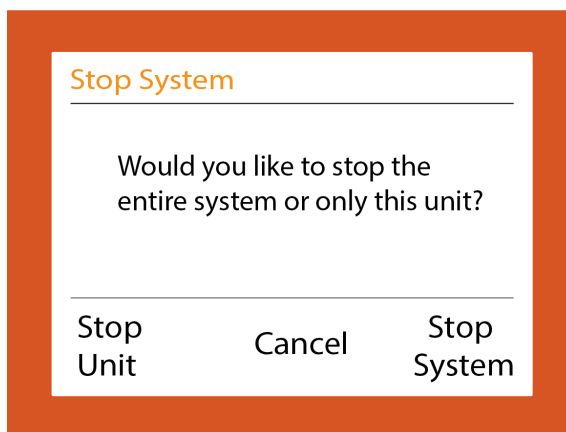 Stop System
Would you like to stop the
entire system or only this unit?
Stop
Unit
Cancel
Stop
System